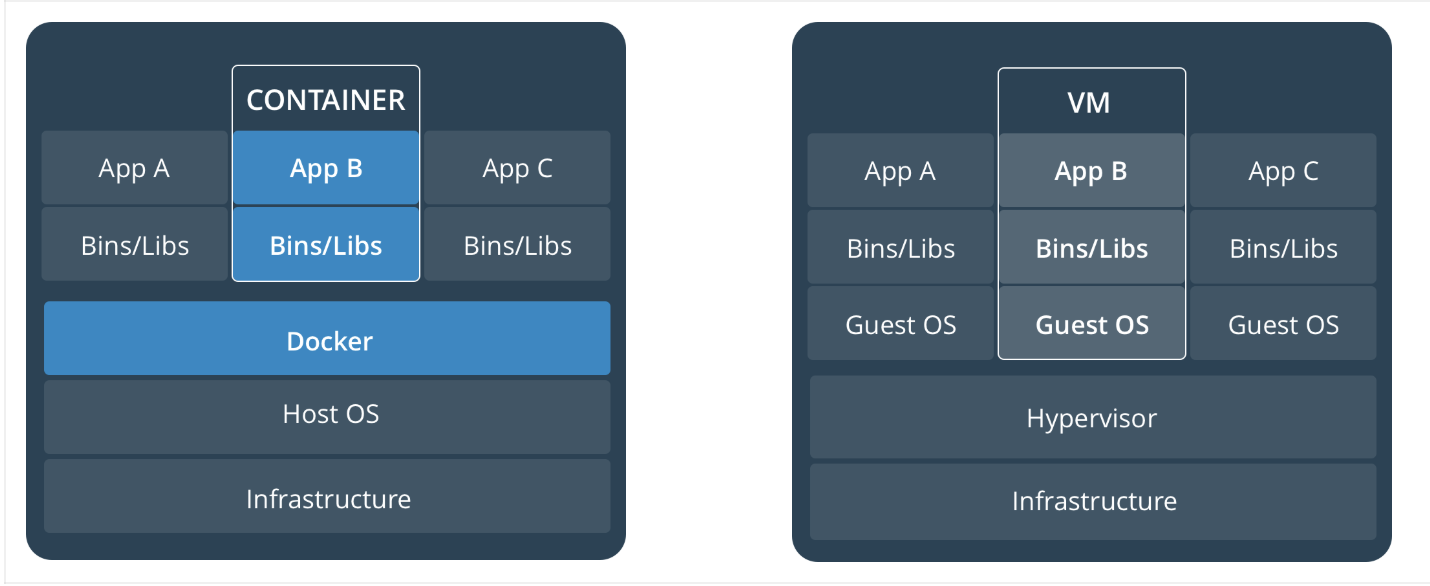 CONTAINER
App A
App B
App C
Bins/Libs
Bins/Libs
Bins/Libs
Docker
Host OS
Infrastructure
VM
App A
App B
App C
Bins/Libs
Bins/Libs
Bins/Libs
Guest OS
Guest OS
Guest OS
Hypervisor
Infrastructure